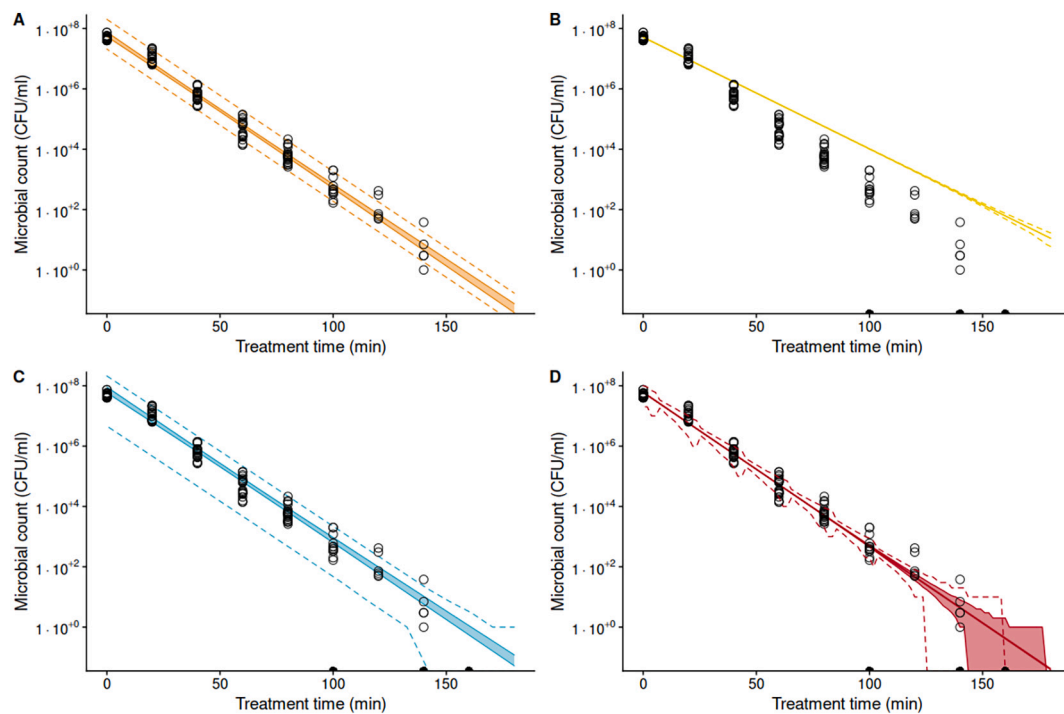 A
B
Microbial count (CFU/ml)
1 · 10⁺⁸
1 · 10⁺⁶
1 · 10⁺⁴
1 · 10⁺²
1 · 10⁺⁰
0 50 100 150
Treatment time (min)
Microbial count (CFU/ml)
1 · 10⁺⁸
1 · 10⁺⁶
1 · 10⁺⁴
1 · 10⁺²
1 · 10⁺⁰
0 50 100 150
Treatment time (min)
C
D
Microbial count (CFU/ml)
1 · 10⁺⁸
1 · 10⁺⁶
1 · 10⁺⁴
1 · 10⁺²
1 · 10⁺⁰
0 50 100 150
Treatment time (min)
Microbial count (CFU/ml)
1 · 10⁺⁸
1 · 10⁺⁶
1 · 10⁺⁴
1 · 10⁺²
1 · 10⁺⁰
0 50 100 150
Treatment time (min)